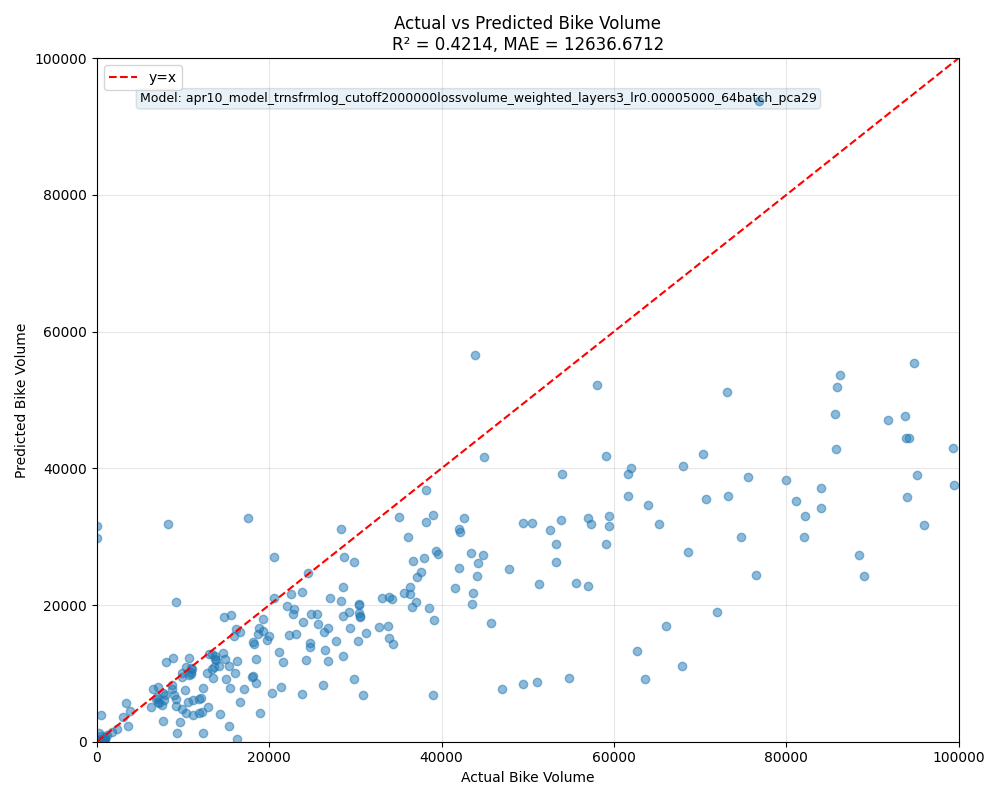 Actual vs Predicted Bike Volume
R² = 0.4214, MAE = 12636.6712
y=x
Model: apr10_model_trnsfrmlog_cutoff2000000lossvolume_weighted_layers3_lr0.00005000_64batch_pca29
100000
80000
60000
40000
20000
0
Predicted Bike Volume
0 20000 40000 60000 80000 100000
Actual Bike Volume